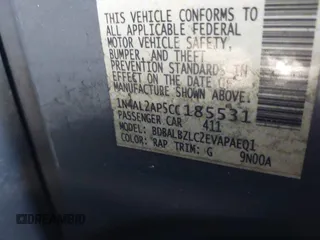 THIS VEHICLE CONFORMS TO
ALL APPLICABLE FEDERAL
MOTOR VEHICLE SAFETY,
BUMPER, AND THEFT
PREVENTION STANDARDS
IN EFFECT ON THE DATE OF
MANUFACTURE SHOWN ABOVE.
1N4AL2AP5CC185531
PASSENGER CAR 411
MODEL: BDBALBZLC2EVAPAEQ1
COLOR: RAP TRIM: G 9N00A
DREAMBID